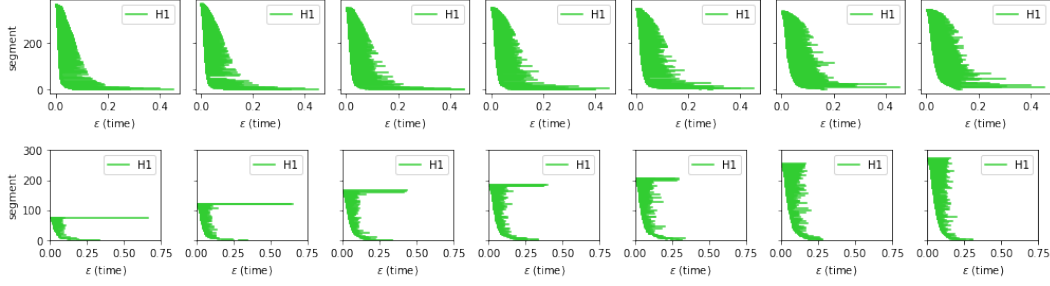 H1 H1 H1 H1 H1 H1 H1
segment
200
0
0.0 0.2 0.4 0.0 0.2 0.4 0.0 0.2 0.4 0.0 0.2 0.4 0.0 0.2 0.4 0.0 0.2 0.4 0.0 0.2 0.4
ε (time) ε (time) ε (time) ε (time) ε (time) ε (time) ε (time)
300
H1 H1 H1 H1 H1 H1 H1
segment
200
100
0
0.00 0.25 0.50 0.75 0.00 0.25 0.50 0.75 0.00 0.25 0.50 0.75 0.00 0.25 0.50 0.75 0.00 0.25 0.50 0.75 0.00 0.25 0.50 0.75 0.00 0.25 0.50 0.75
ε (time) ε (time) ε (time) ε (time) ε (time) ε (time) ε (time)